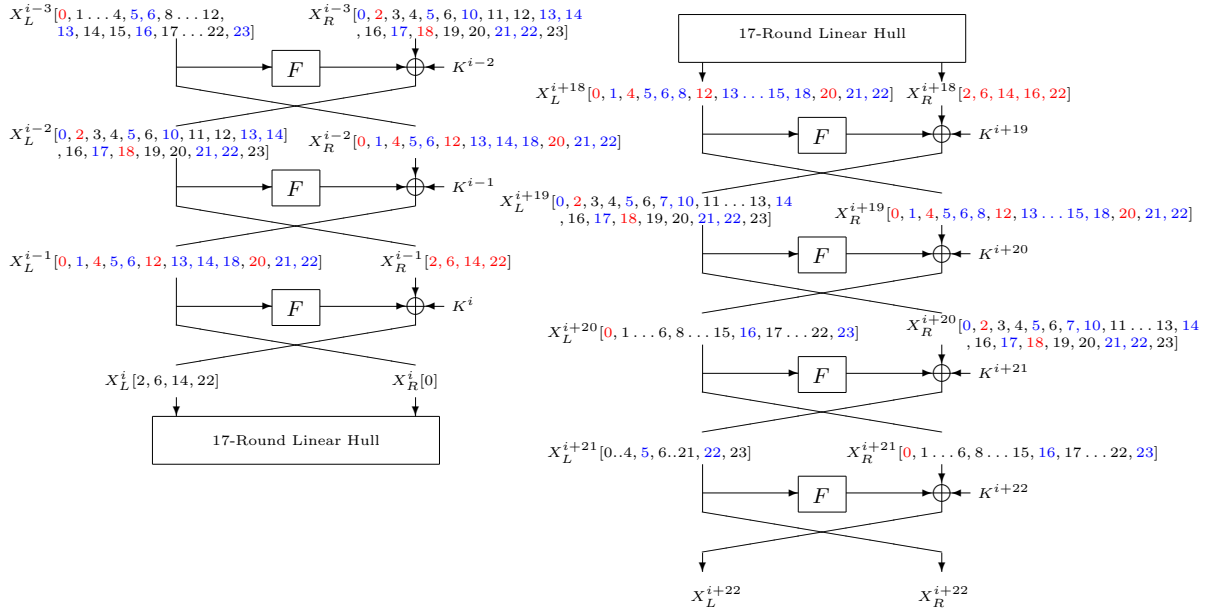 X_L^{i-3}[0, 1 . . . 4, 5, 6, 8 . . . 12,
13, 14, 15, 16, 17 . . . 22, 23]
X_R^{i-3}[0, 2, 3, 4, 5, 6, 10, 11, 12, 13, 14
, 16, 17, 18, 19, 20, 21, 22, 23]
F
K^{i-2}
X_L^{i-2}[0, 2, 3, 4, 5, 6, 10, 11, 12, 13, 14]
, 16, 17, 18, 19, 20, 21, 22, 23]
X_R^{i-2}[0, 1, 4, 5, 6, 12, 13, 14, 18, 20, 21, 22]
F
K^{i-1}
X_L^{i-1}[0, 1, 4, 5, 6, 12, 13, 14, 18, 20, 21, 22]
X_R^{i-1}[2, 6, 14, 22]
F
K^i
X_L^i[2, 6, 14, 22]
X_R^i[0]
17-Round Linear Hull
17-Round Linear Hull
X_L^{i+18}[0, 1, 4, 5, 6, 8, 12, 13 . . . 15, 18, 20, 21, 22]
X_R^{i+18}[2, 6, 14, 16, 22]
F
K^{i+19}
X_L^{i+19}[0, 2, 3, 4, 5, 6, 7, 10, 11 . . . 13, 14
, 16, 17, 18, 19, 20, 21, 22, 23]
X_R^{i+19}[0, 1, 4, 5, 6, 8, 12, 13 . . . 15, 18, 20, 21, 22]
F
K^{i+20}
X_L^{i+20}[0, 1 . . . 6, 8 . . . 15, 16, 17 . . . 22, 23]
X_R^{i+20}[0, 2, 3, 4, 5, 6, 7, 10, 11 . . . 13, 14
, 16, 17, 18, 19, 20, 21, 22, 23]
F
K^{i+21}
X_L^{i+21}[0..4, 5, 6..21, 22, 23]
X_R^{i+21}[0, 1 . . . 6, 8 . . . 15, 16, 17 . . . 22, 23]
F
K^{i+22}
X_L^{i+22}
X_R^{i+22}